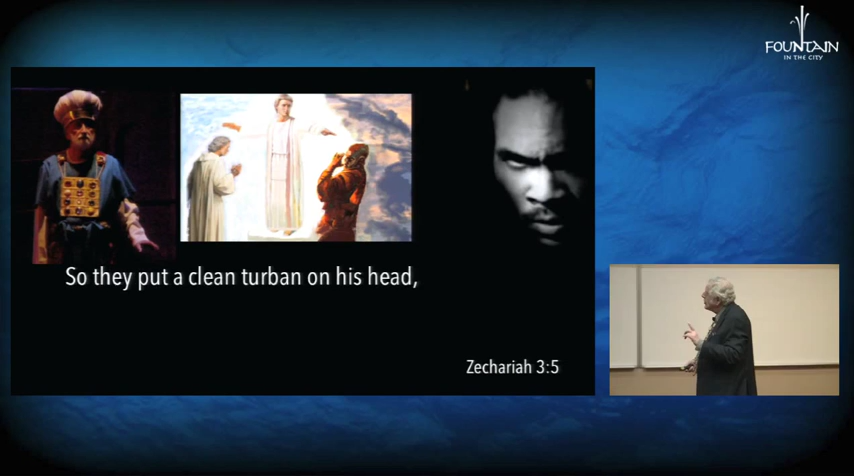 FOUNTAIN
IN THE CITY
So they put a clean turban on his head,
Zechariah 3:5